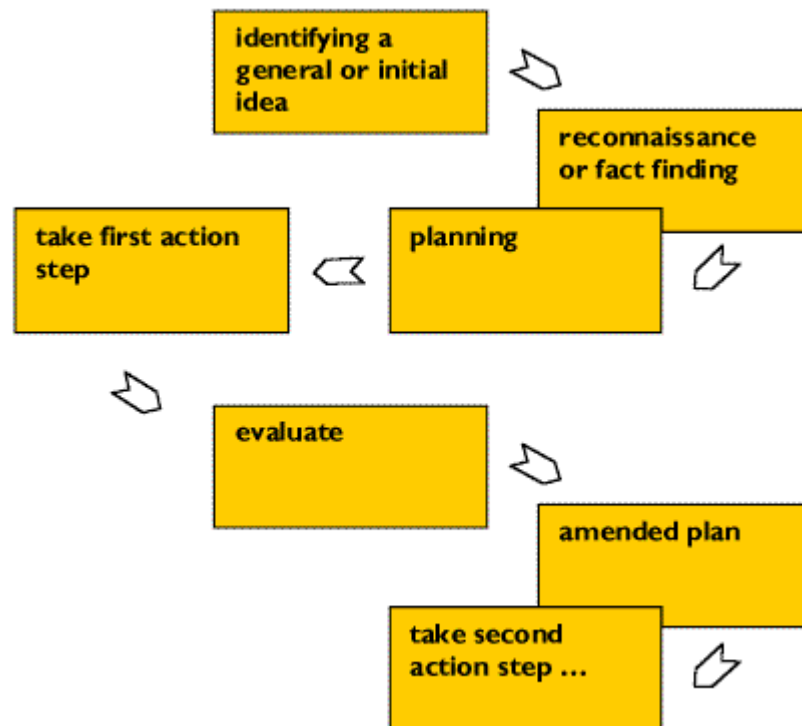 identifying a
general or initial
idea
reconnaissance
or fact finding
planning
take first action
step
evaluate
amended plan
take second
action step ...